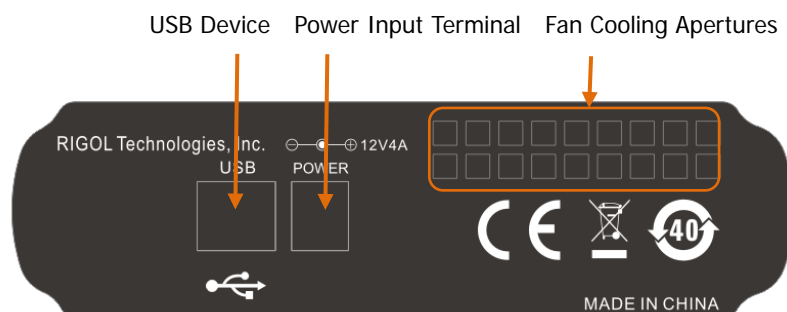 USB Device Power Input Terminal Fan Cooling Apertures
RIGOL Technologies, Inc. 12V4A
USB POWER
CE 40
MADE IN CHINA